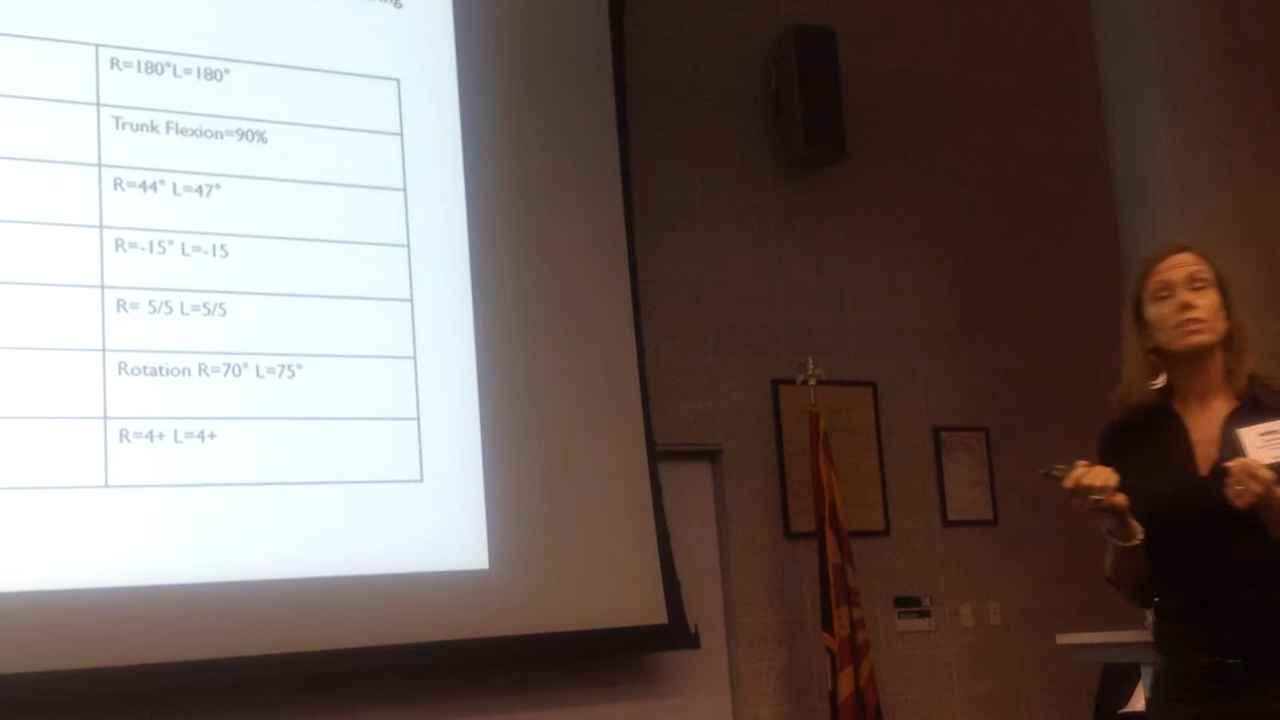 R=180°L=180°
Trunk Flexion=90%
R=44° L=47°
R=-15° L=-15
R= 5/5 L=5/5
Rotation R=70° L=75°
R=4+ L=4+